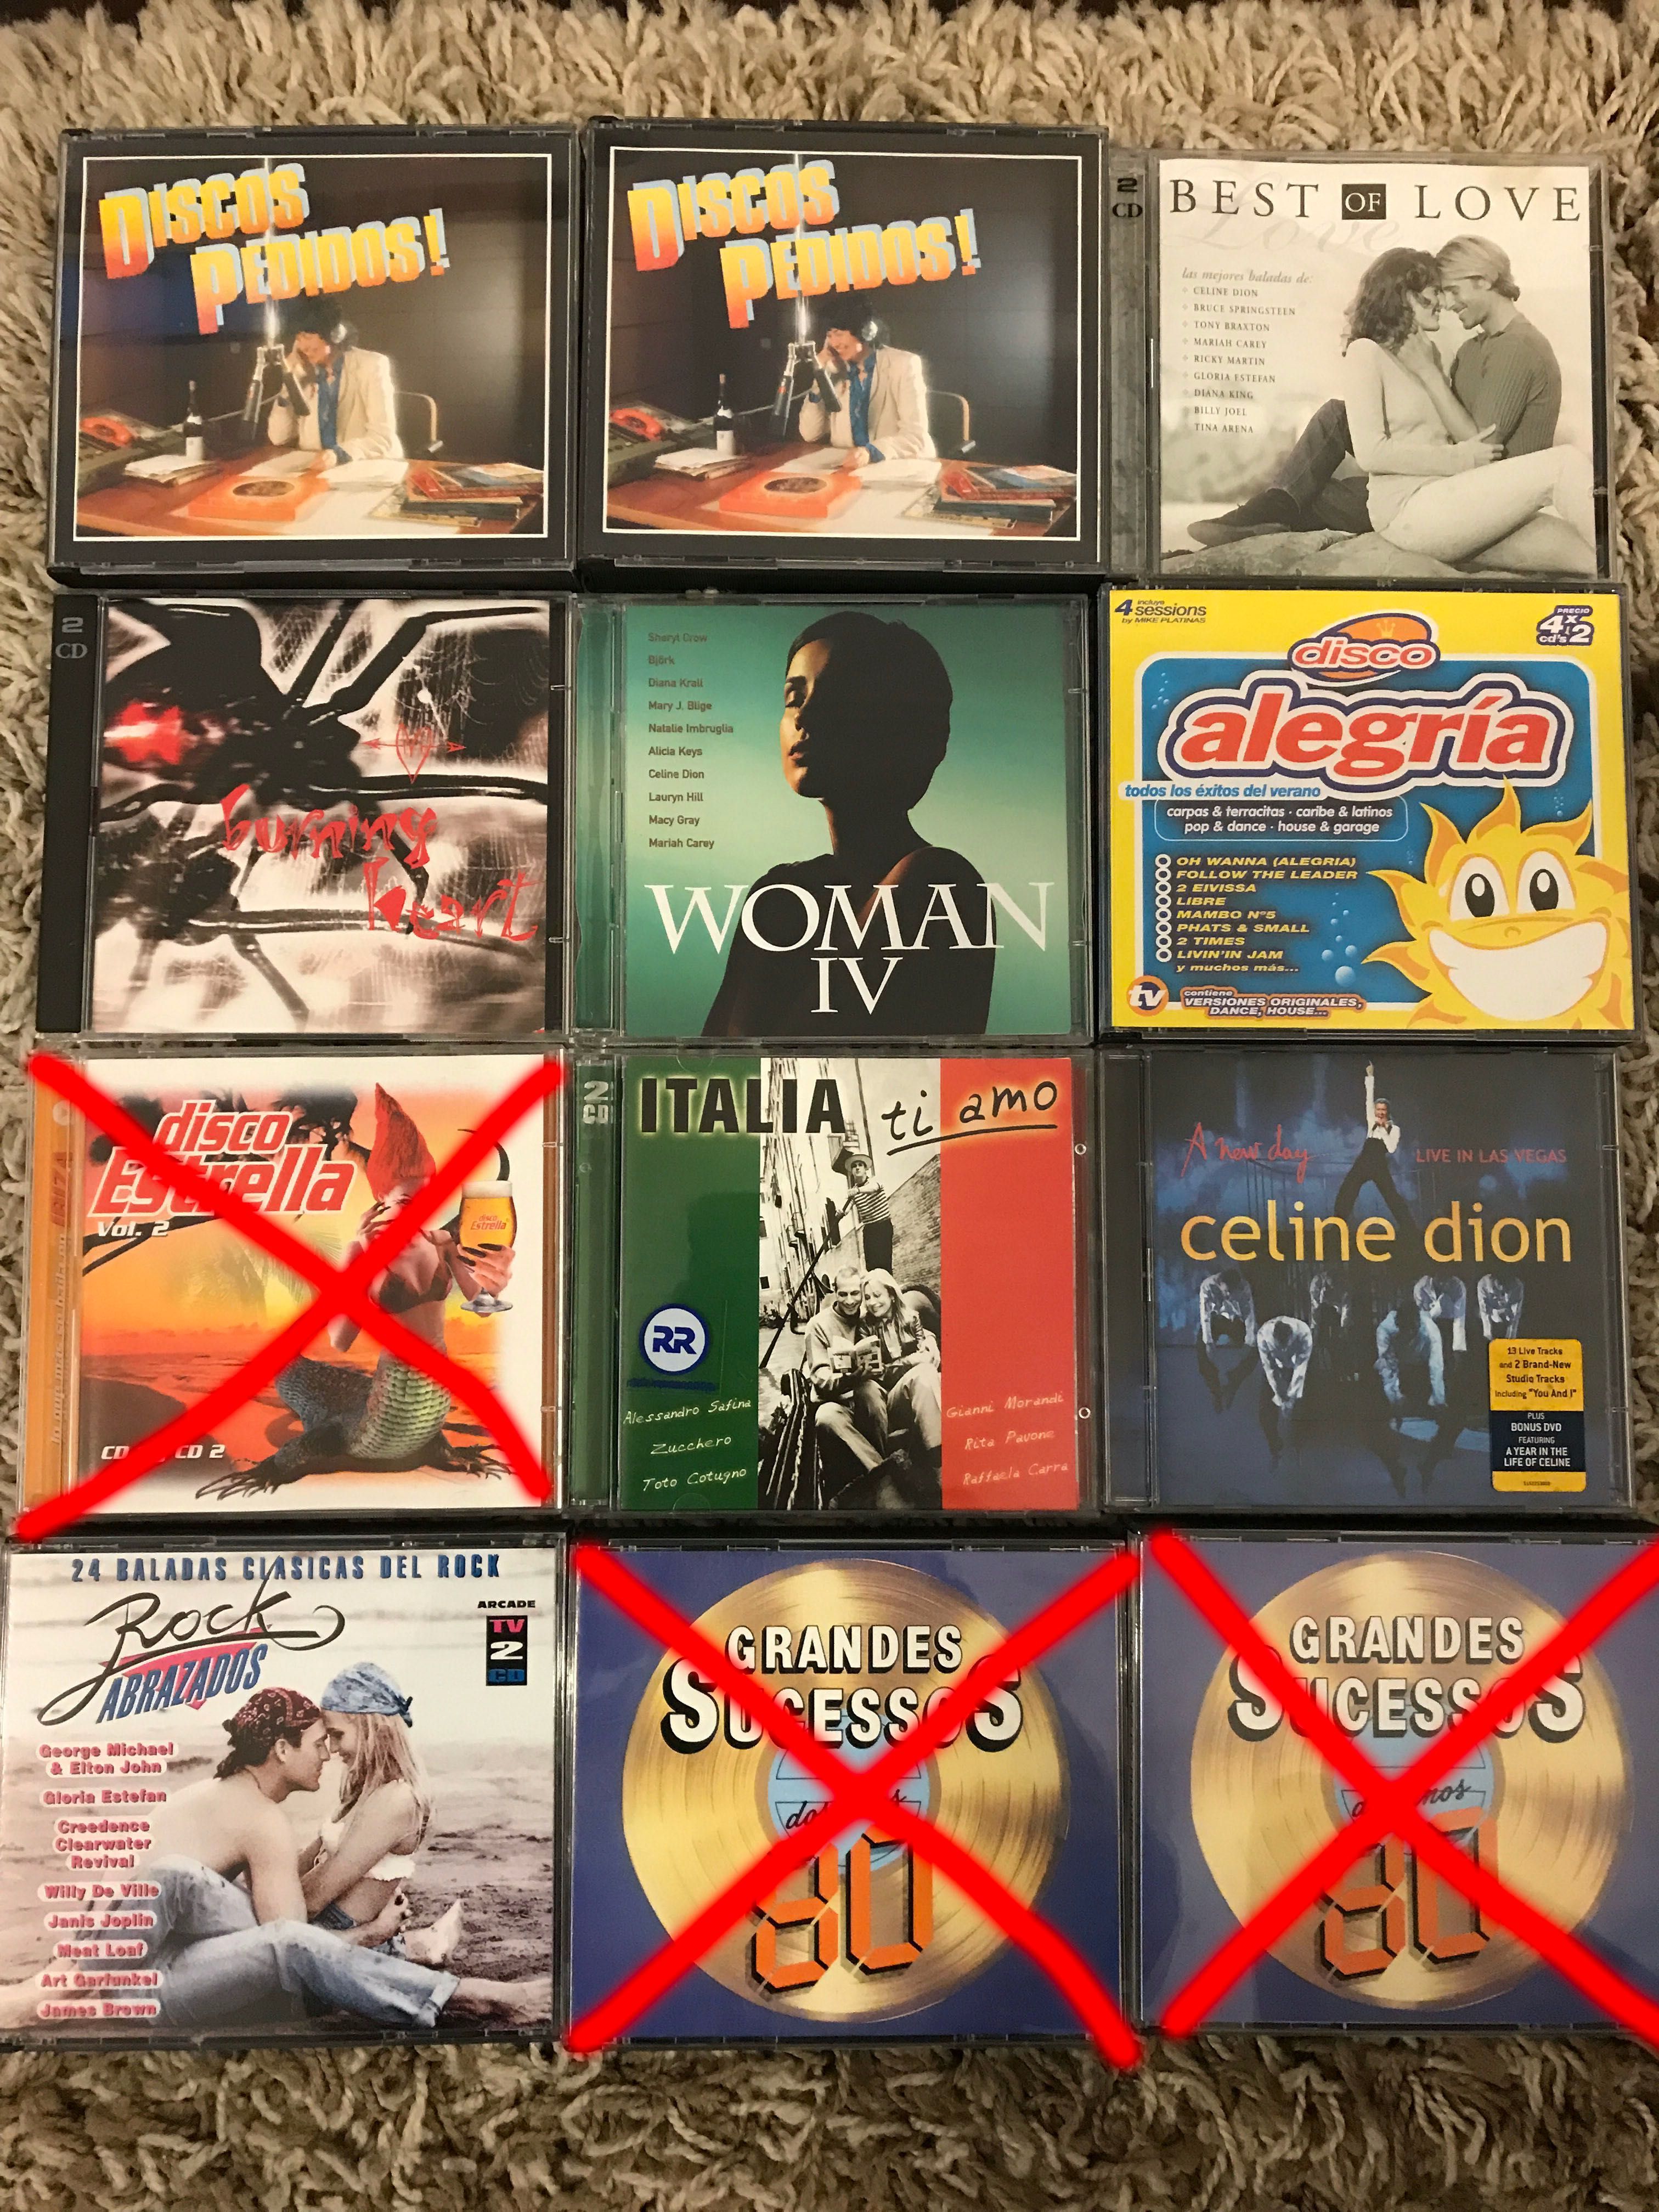 DISCOS
PEDIDOS!
DISCOS
PEDIDOS!
2
CD
BEST OF LOVE
Love
las mejores baladas de:
CELINE DION
BRUCE SPRINGSTEEN
TONY BRAXTON
MARIAH CAREY
RICKY MARTIN
GLORIA ESTEFAN
DIANA KING
BILLY JOEL
TINA ARENA
2
CD
burning
heart
Sheryl Crow
Björk
Diana Krall
Mary J. Blige
Natalie Imbruglia
Alicia Keys
Celine Dion
Lauryn Hill
Macy Gray
Mariah Carey
WOMAN
IV
4 incluye
sessions
by MIKE PLATINAS
PRECIO
4x2
cd's
disco
alegría
todos los éxitos del verano
carpas & terracitas · caribe & latinos
pop & dance · house & garage
OH WANNA (ALEGRIA)
FOLLOW THE LEADER
2 EIVISSA
LIBRE
MAMBO Nº5
PHATS & SMALL
2 TIMES
LIVIN'IN JAM
y muchos más...
tv
contiene
VERSIONES ORIGINALES,
DANCE, HOUSE...
disco
Estrella
Vol. 2
disco
Estrella
CD 2
2
CD
ITALIA ti amo
RR
Alessandro Safina
Zucchero
Toto Cotugno
Gianni Morandi
Rita Pavone
Raffaela Carra
A new day...
LIVE IN LAS VEGAS
celine dion
13 Live Tracks
and 2 Brand-New
Studio Tracks
Including "You And I"
PLUS
BONUS DVD
FEATURING
A YEAR IN THE
LIFE OF CELINE
24 BALADAS CLASICAS DEL ROCK
Rock
ABRAZADOS
ARCADE
TV
2
CD
George Michael
& Elton John
Gloria Estefan
Creedence
Clearwater
Revival
Willy De Ville
Janis Joplin
Meat Loaf
Art Garfunkel
James Brown
GRANDES
SUCESSOS
80
GRANDES
SUCESSOS
80